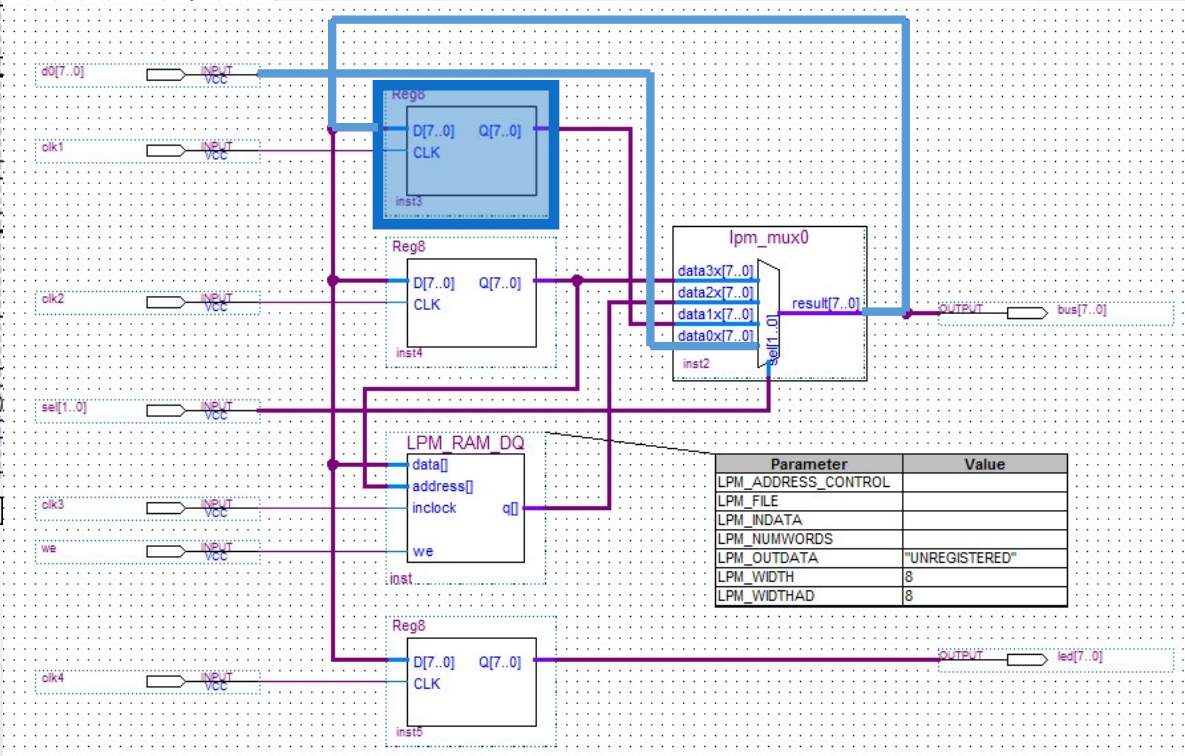 d0[7..0] INPUT VCC
Reg8
D[7..0] Q[7..0]
clk1 INPUT VCC
CLK
inst3
Reg8
D[7..0] Q[7..0]
clk2 INPUT VCC
CLK
inst4
lpm_mux0
data3x[7..0]
data2x[7..0]
data1x[7..0]
data0x[7..0]
result[7..0]
sel[1..0]
inst2
OUTPUT bus[7..0]
sel[1..0] INPUT VCC
LPM_RAM_DQ
data[]
address[]
clk3 INPUT VCC
inclock q[]
we INPUT VCC
we
inst
Parameter Value
LPM_ADDRESS_CONTROL
LPM_FILE
LPM_INDATA
LPM_NUMWORDS
LPM_OUTDATA "UNREGISTERED"
LPM_WIDTH 8
LPM_WIDTHAD 8
Reg8
D[7..0] Q[7..0]
OUTPUT led[7..0]
clk4 INPUT VCC
CLK
inst5